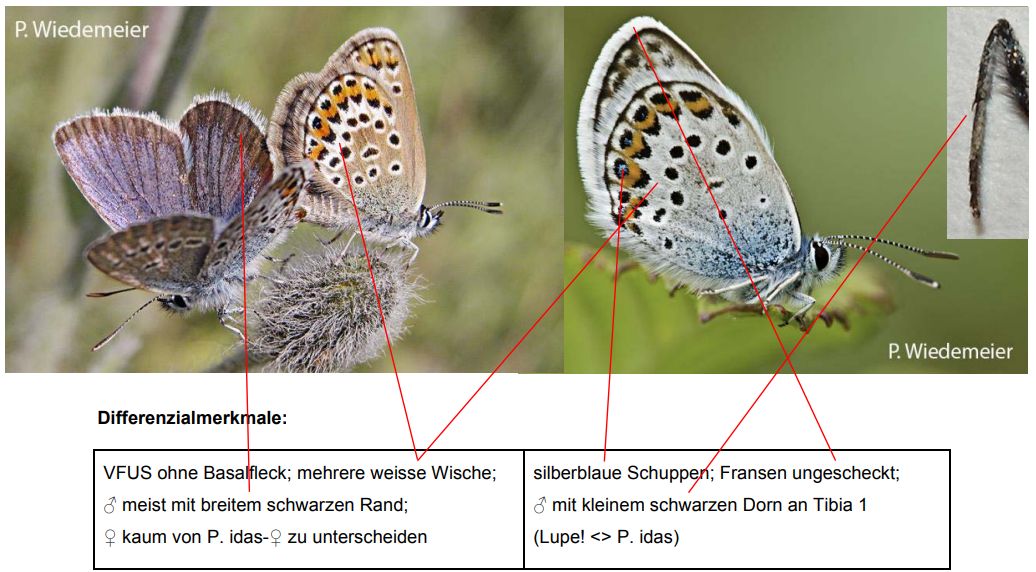 P. Wiedemeier
P. Wiedemeier
Differenzialmerkmale:
VFUS ohne Basalfleck; mehrere weisse Wische;
♂ meist mit breitem schwarzen Rand;
♀ kaum von P. idas-♀ zu unterscheiden
silberblaue Schuppen; Fransen ungescheckt;
♂ mit kleinem schwarzen Dorn an Tibia 1
(Lupe! <> P. idas)